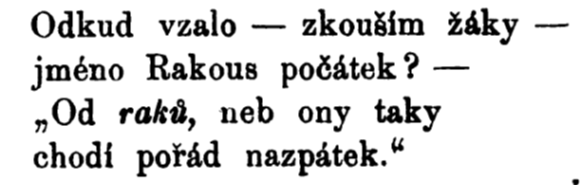 Odkud vzalo — zkouším žáky —
jméno Rakous počátek? —
„Od raků, neb ony taky
chodí pořád nazpátek.“